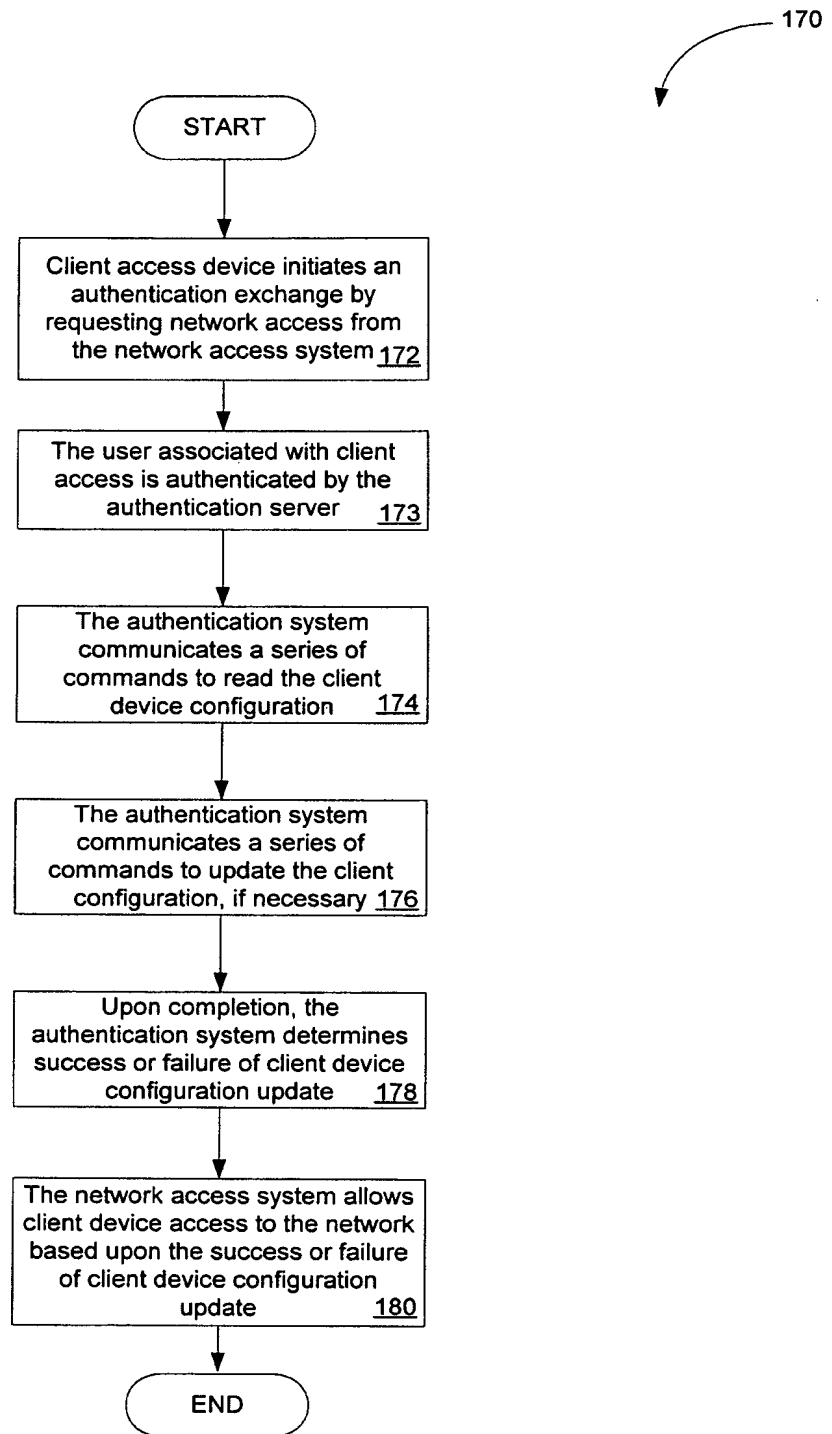 170
START
Client access device initiates an
authentication exchange by
requesting network access from
the network access system 172
The user associated with client
access is authenticated by the
authentication server 173
The authentication system
communicates a series of
commands to read the client
device configuration 174
The authentication system
communicates a series of
commands to update the client
configuration, if necessary 176
Upon completion, the
authentication system determines
success or failure of client device
configuration update 178
The network access system allows
client device access to the network
based upon the success or failure
of client device configuration
update 180
END